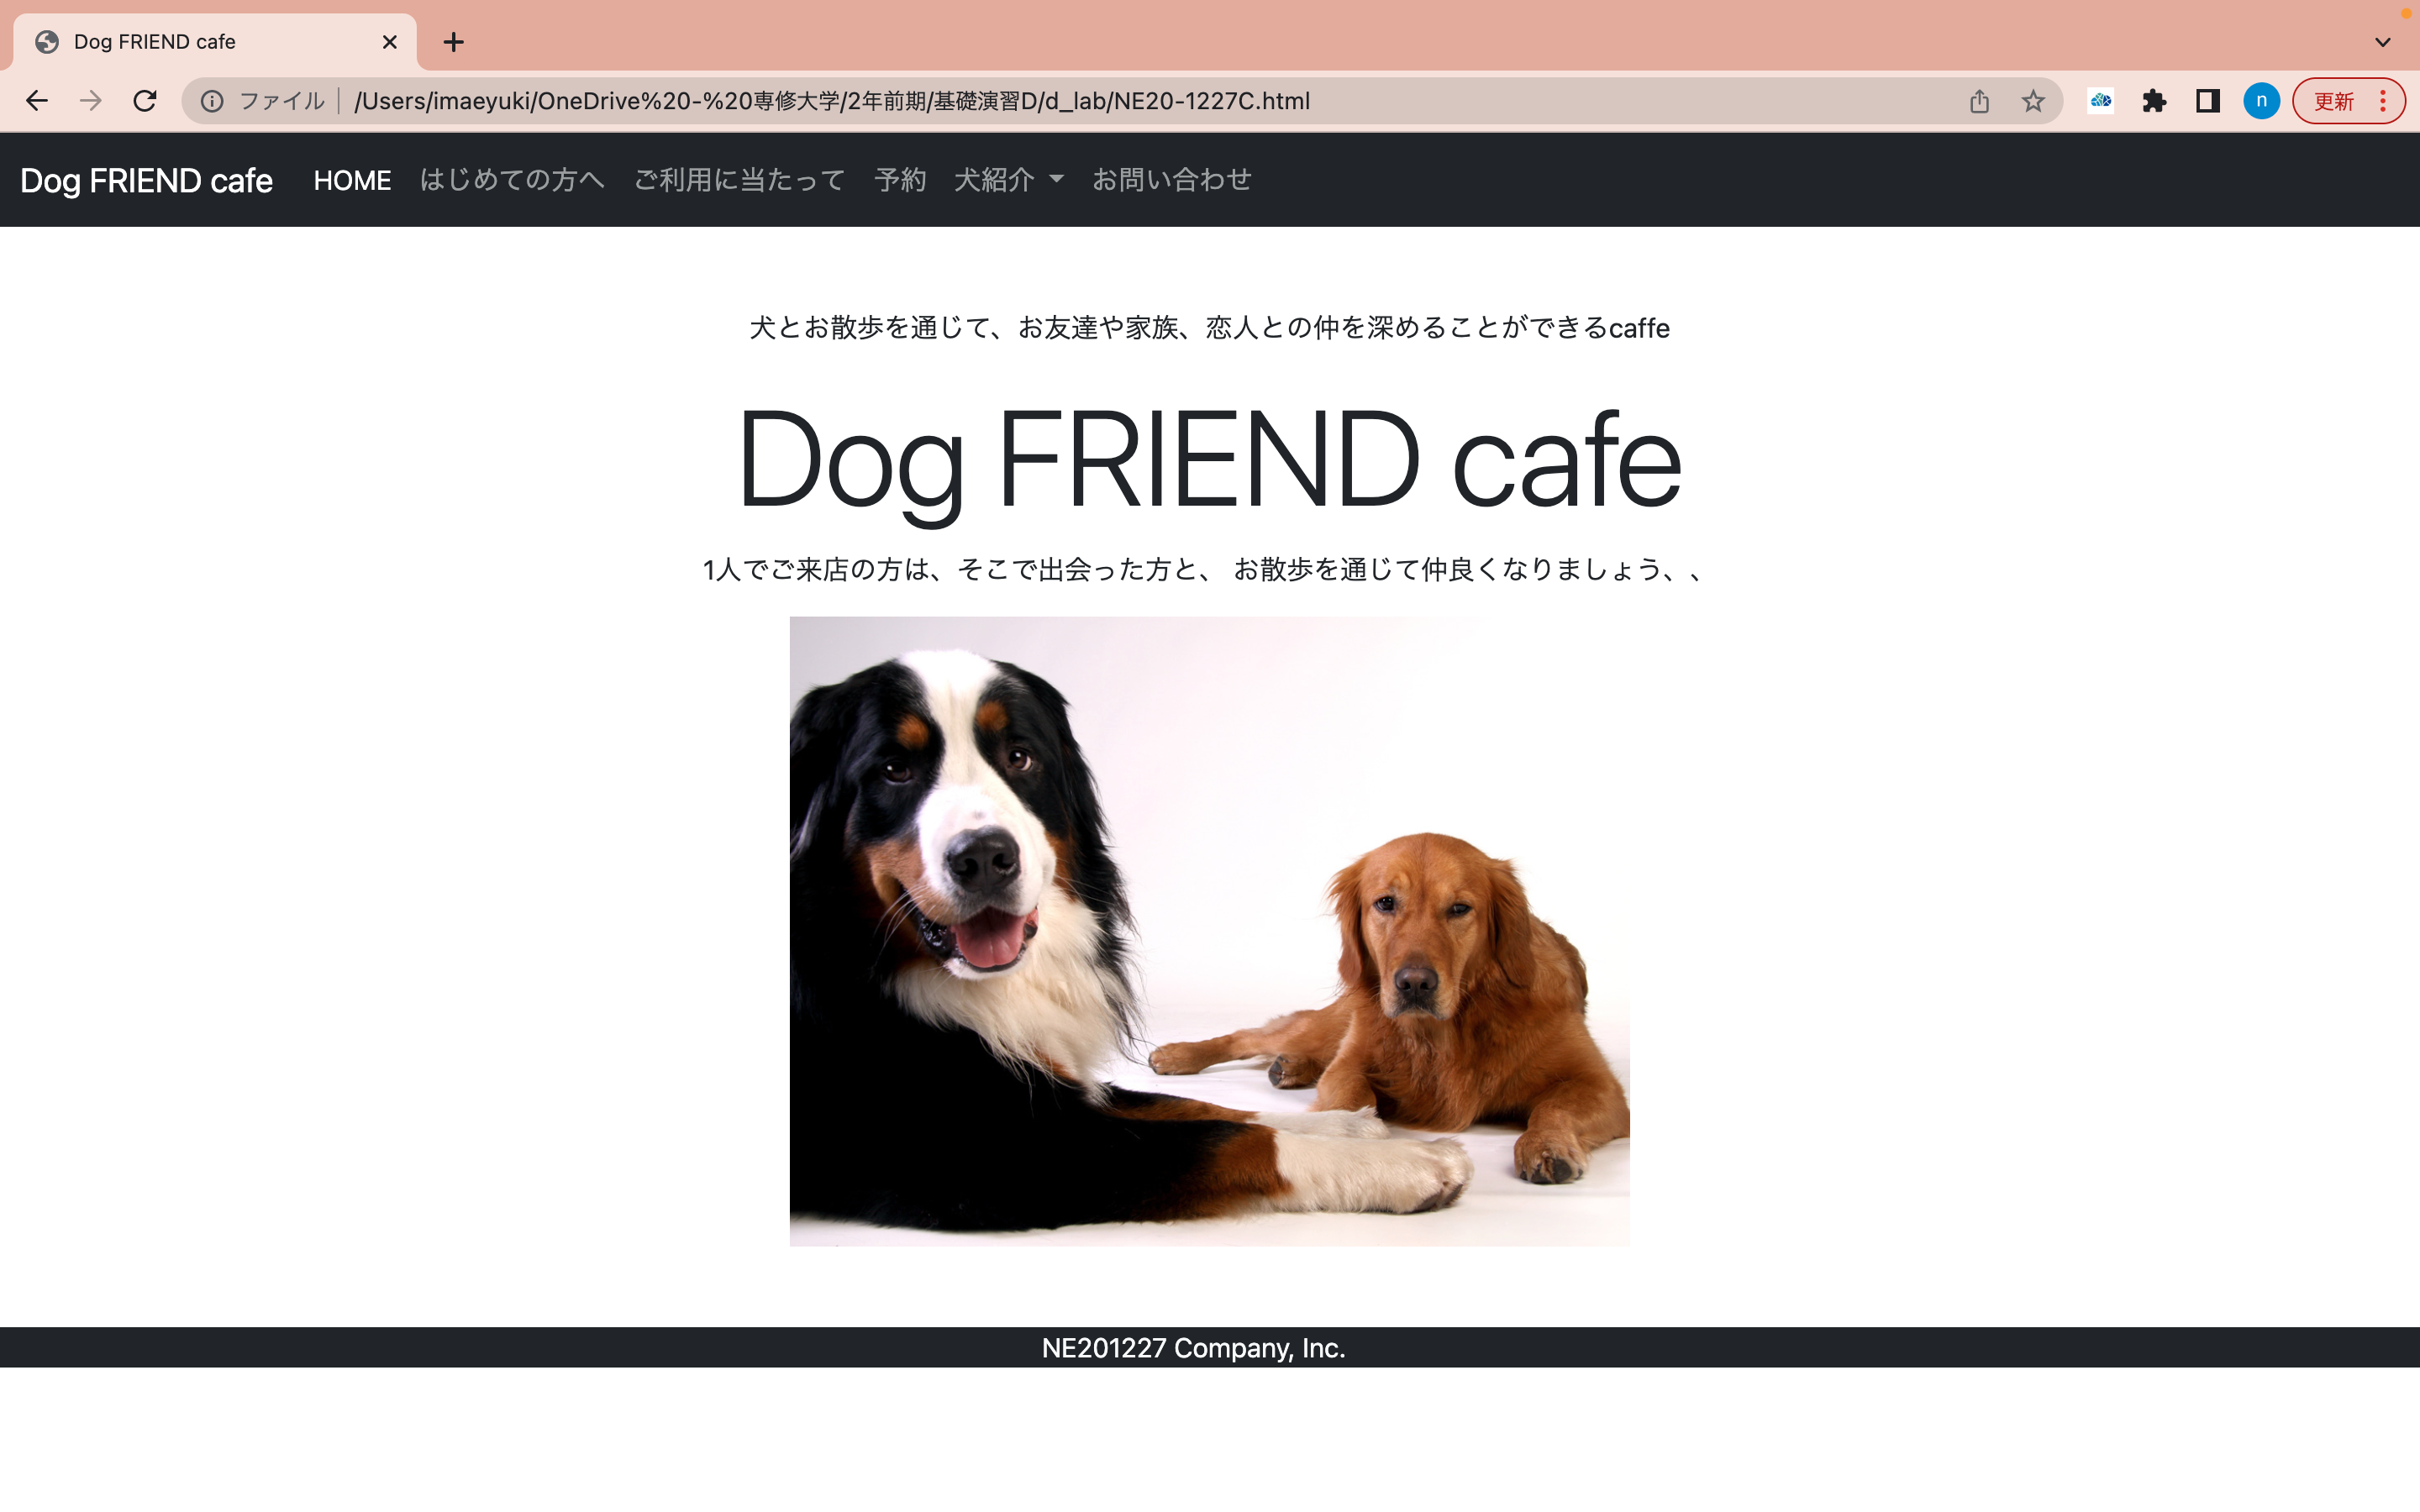 Dog FRIEND cafe
ファイル /Users/imaeyuki/OneDrive%20-%20専修大学/2年前期/基礎演習D/d_lab/NE20-1227C.html n 更新
Dog FRIEND cafe HOME はじめての方へ ご利用に当たって 予約 犬紹介 お問い合わせ
犬とお散歩を通じて、お友達や家族、恋人との仲を深めることができるcaffe
Dog FRIEND cafe
1人でご来店の方は、そこで出会った方と、 お散歩を通じて仲良くなりましょう、、
NE201227 Company, Inc.